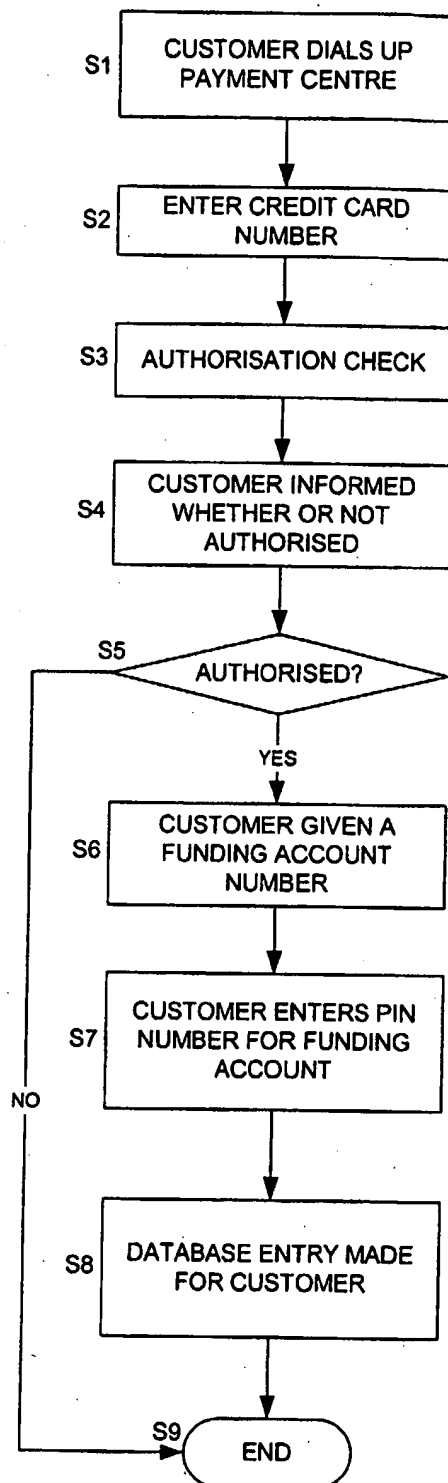 S1
CUSTOMER DIALS UP
PAYMENT CENTRE
S2
ENTER CREDIT CARD
NUMBER
S3
AUTHORISATION CHECK
S4
CUSTOMER INFORMED
WHETHER OR NOT
AUTHORISED
S5
AUTHORISED?
YES
S6
CUSTOMER GIVEN A
FUNDING ACCOUNT
NUMBER
S7
CUSTOMER ENTERS PIN
NUMBER FOR FUNDING
ACCOUNT
NO
S8
DATABASE ENTRY MADE
FOR CUSTOMER
S9
END